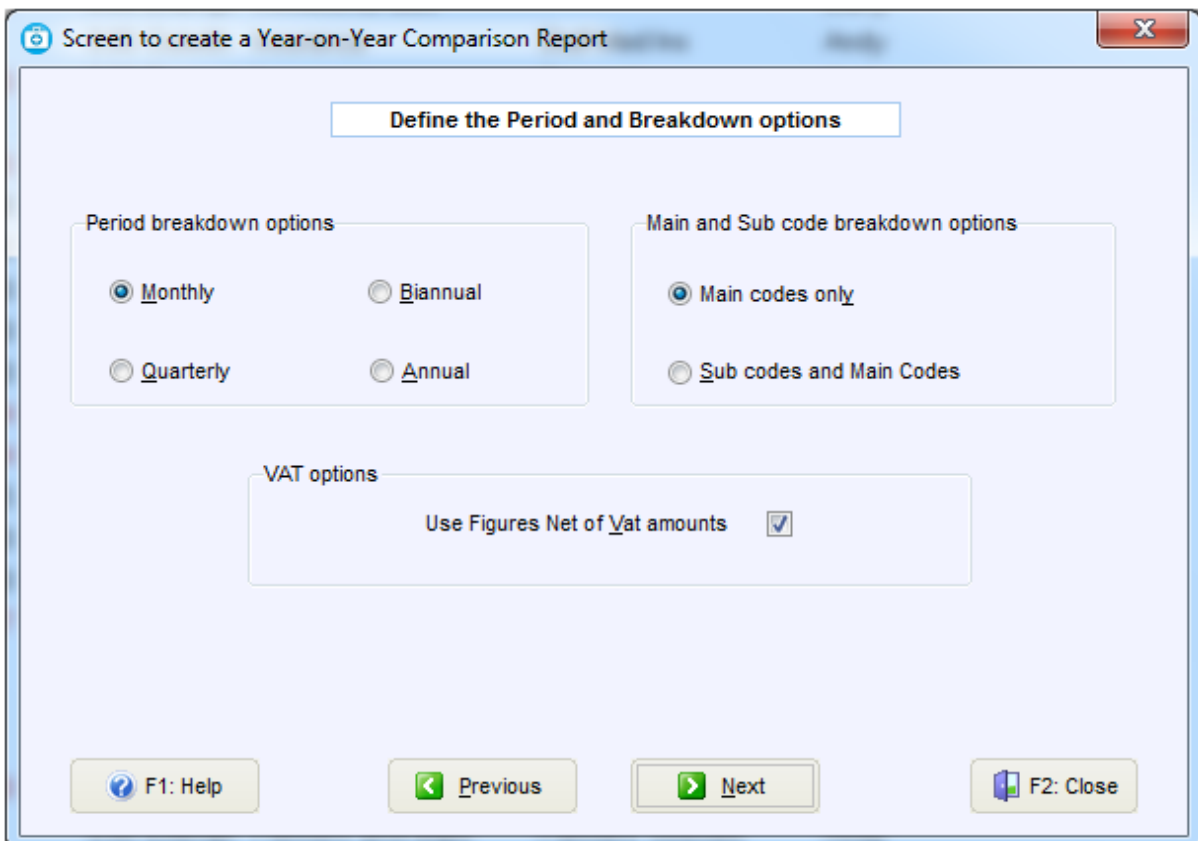 Screen to create a Year-on-Year Comparison Report
Define the Period and Breakdown options
Period breakdown options
Main and Sub code breakdown options
Monthly
Biannual
Main codes only
Quarterly
Annual
Sub codes and Main Codes
VAT options
Use Figures Net of Vat amounts
F1: Help
Previous
Next
F2: Close